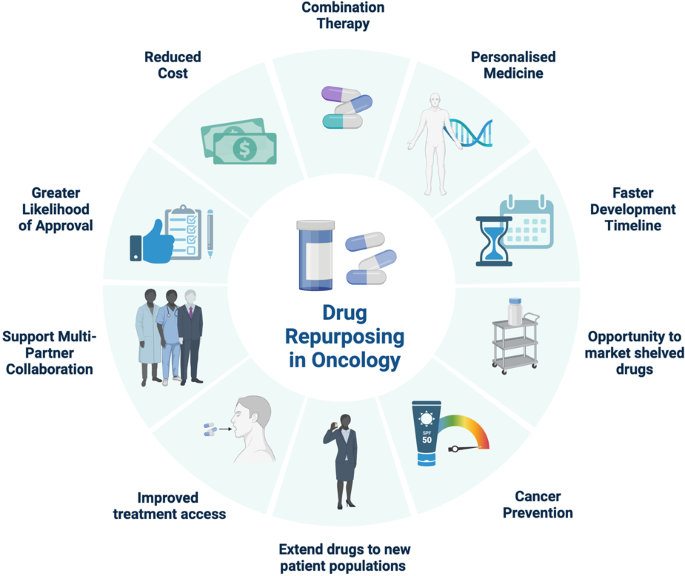 Combination
Therapy
Personalised
Medicine
Faster
Development
Timeline
Opportunity to
market shelved
drugs
Cancer
Prevention
Extend drugs to new
patient populations
Improved
treatment access
Support Multi-
Partner
Collaboration
Greater
Likelihood
of Approval
Reduced
Cost
Drug
Repurposing
in Oncology
$
SPF
50